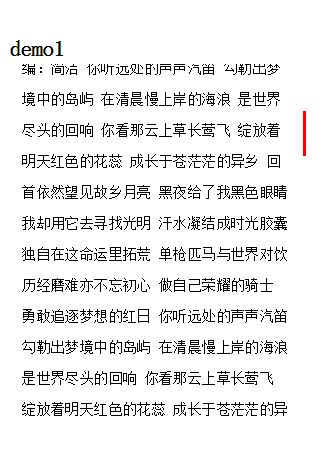 demo1
编：简洁 你听远处的声声汽笛 勾勒出梦
境中的岛屿 在清晨慢上岸的海浪 是世界
尽头的回响 你看那云上草长莺飞 绽放着
明天红色的花蕊 成长于苍茫茫的异乡 回
首依然望见故乡月亮 黑夜给了我黑色眼睛
我却用它去寻找光明 汗水凝结成时光胶囊
独自在这命运里拓荒 单枪匹马与世界对饮
历经磨难亦不忘初心 做自己荣耀的骑士
勇敢追逐梦想的红日 你听远处的声声汽笛
勾勒出梦境中的岛屿 在清晨慢上岸的海浪
是世界尽头的回响 你看那云上草长莺飞
绽放着明天红色的花蕊 成长于苍茫茫的异